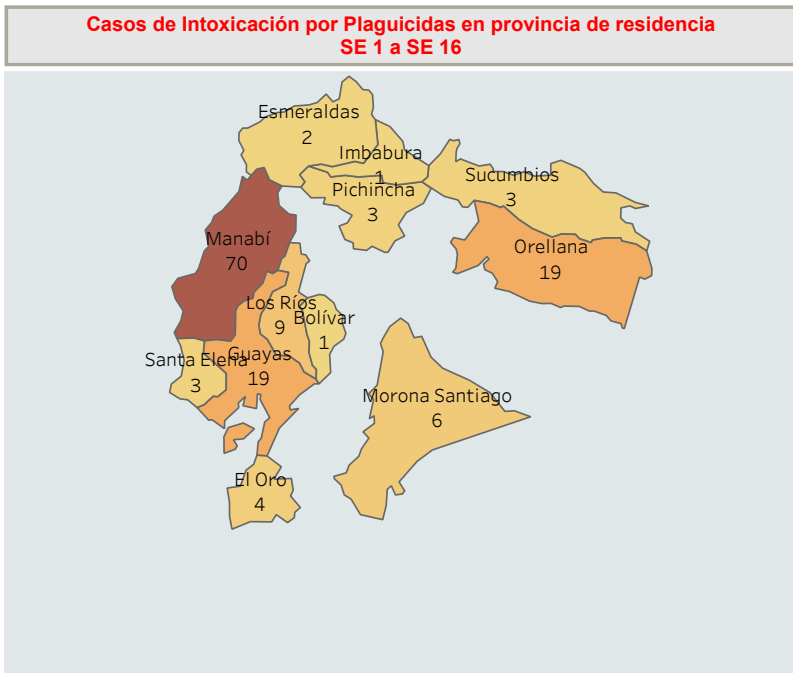 Casos de Intoxicación por Plaguicidas en provincia de residencia
SE 1 a SE 16
Esmeraldas
2
Imbabura
1
Pichincha
3
Sucumbios
3
Manabí
70
Orellana
19
Los Ríos
9
Bolívar
1
Santa Elena
3
Guayas
19
Morona Santiago
6
El Oro
4